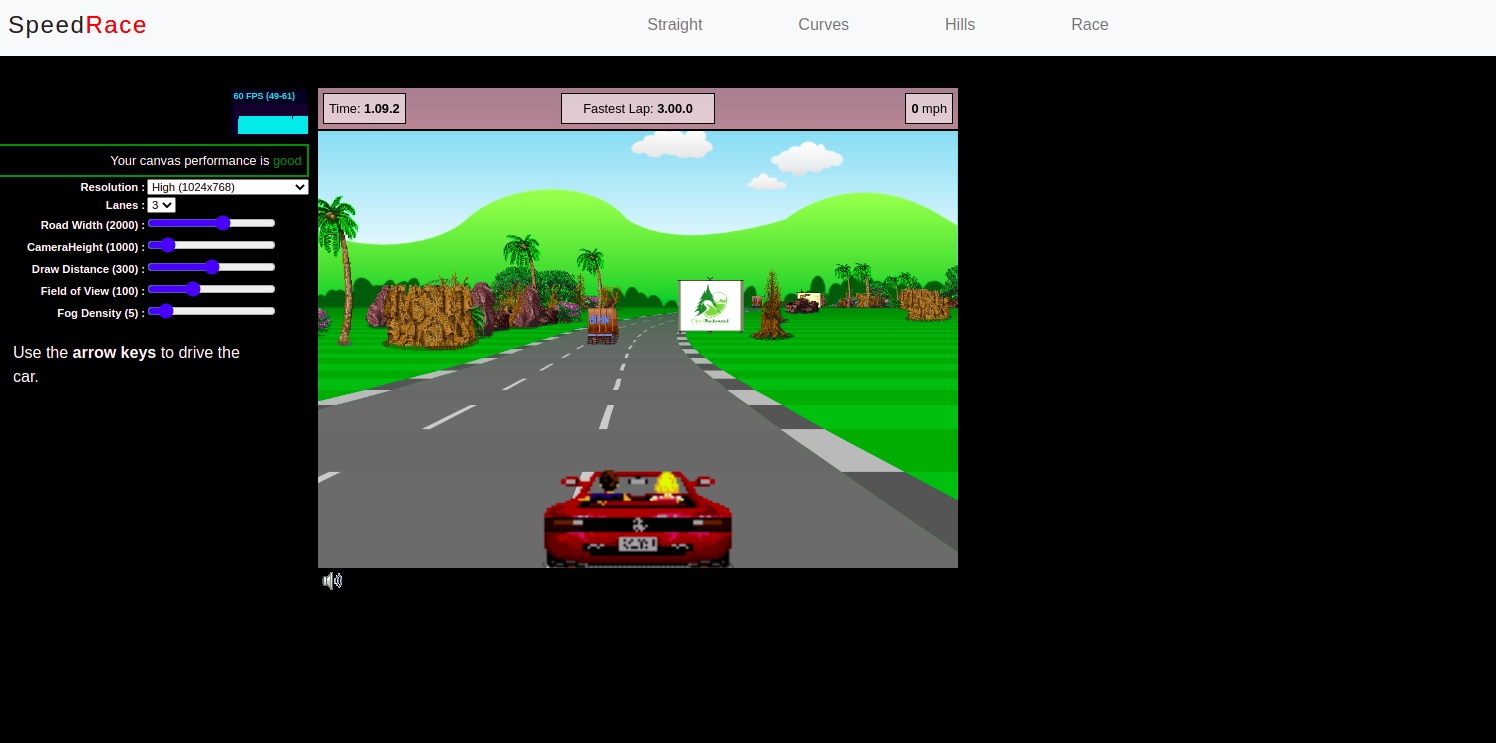 SpeedRace
Straight
Curves
Hills
Race
60 FPS (49-61)
Time: 1.09.2
Fastest Lap: 3.00.0
0 mph
Your canvas performance is good
Resolution : High (1024x768)
Lanes : 3
Road Width (2000) :
CameraHeight (1000) :
Draw Distance (300) :
Field of View (100) :
Fog Density (5) :
Use the arrow keys to drive the
car.